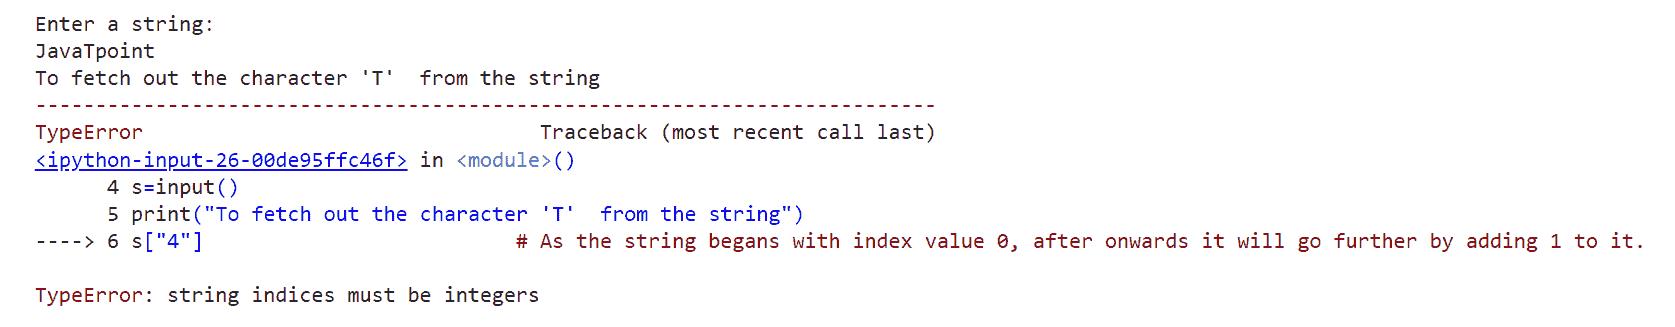 Enter a string:
JavaTpoint
To fetch out the character 'T'  from the string
---------------------------------------------------------------------------
TypeError                                 Traceback (most recent call last)
<ipython-input-26-00de95ffc46f> in <module>()
      4 s=input()
      5 print("To fetch out the character 'T'  from the string")
----> 6 s["4"]                          # As the string begans with index value 0, after onwards it will go further by adding 1 to it.
TypeError: string indices must be integers